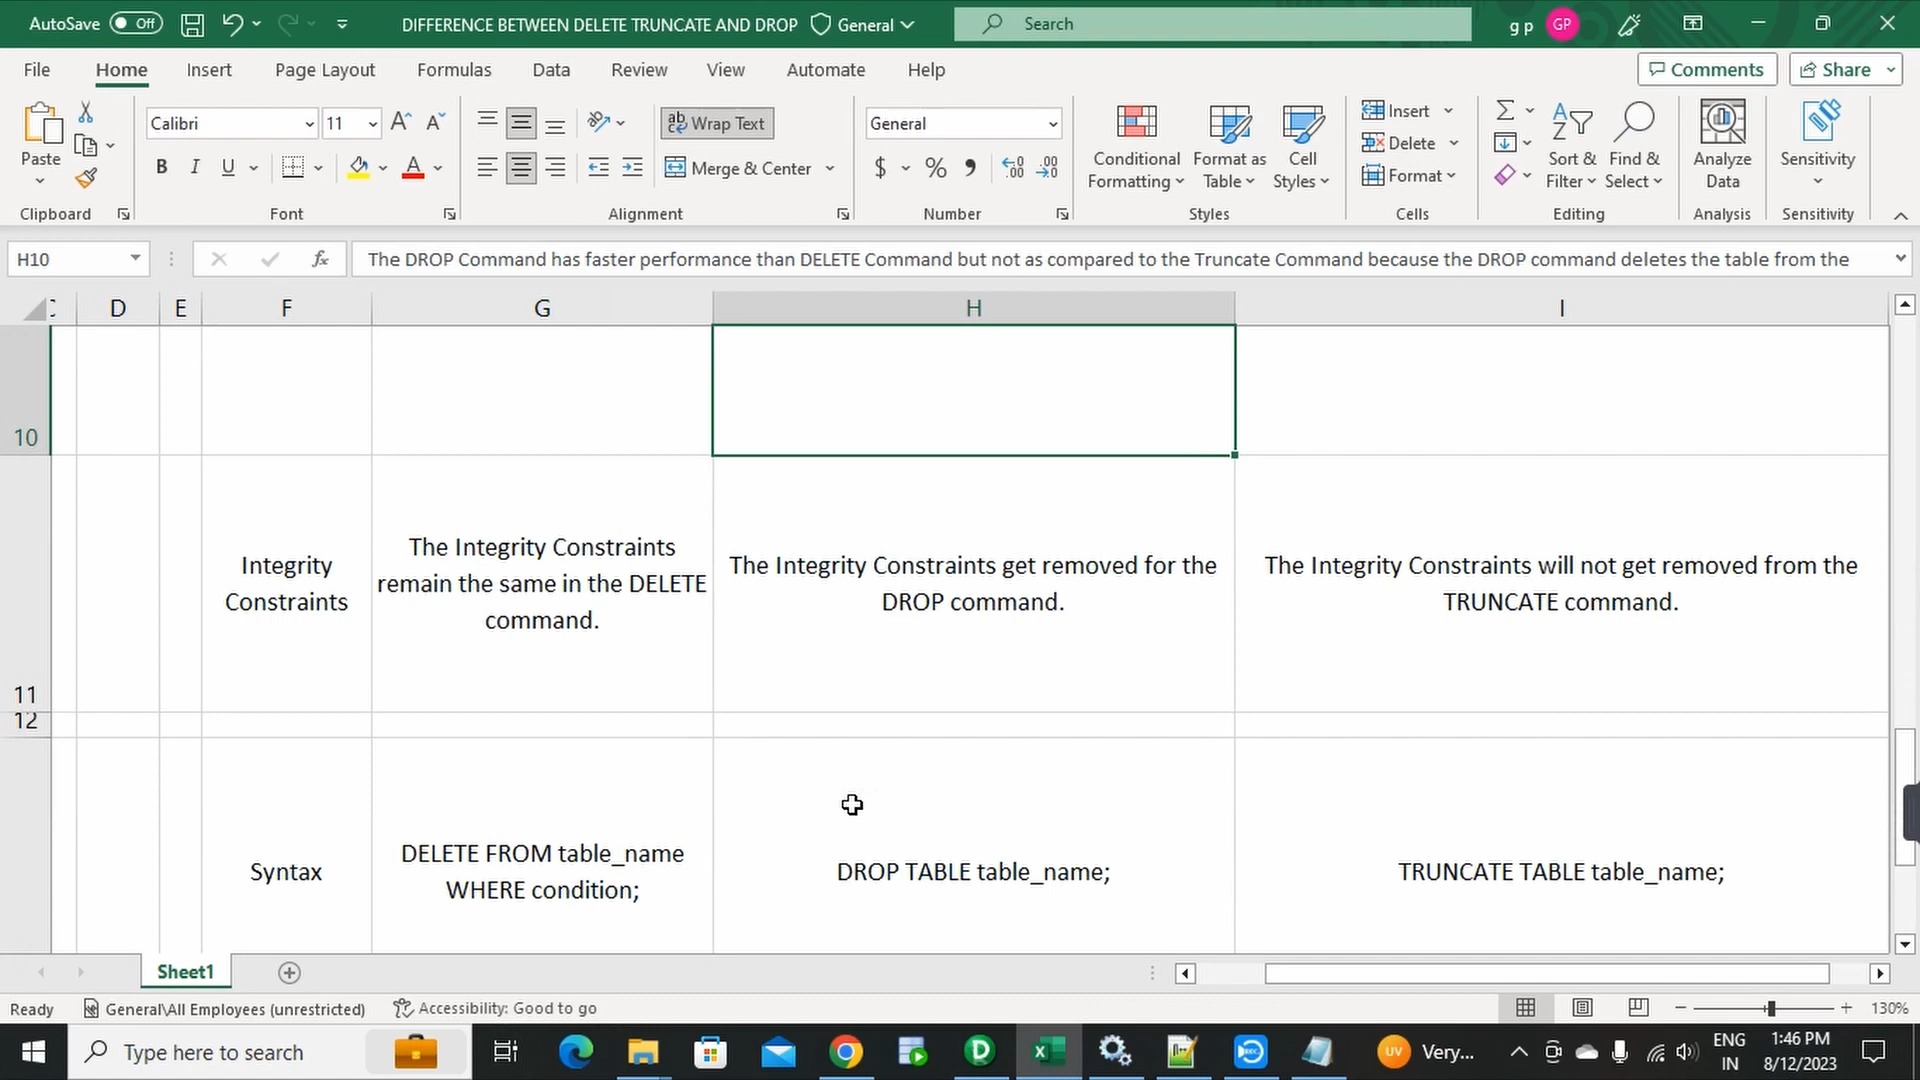 AutoSave Off DIFFERENCE BETWEEN DELETE TRUNCATE AND DROP General Search g p GP
File Home Insert Page Layout Formulas Data Review View Automate Help Comments Share
Paste
Clipboard
Calibri 11
B I U A
Font
Wrap Text
Merge & Center
Alignment
General
$ % ,
Number
Conditional
Formatting
Format as
Table
Cell
Styles
Styles
Insert
Delete
Format
Cells
Sort &
Filter
Find &
Select
Editing
Analyze
Data
Analysis
Sensitivity
Sensitivity
H10 fx The DROP Command has faster performance than DELETE Command but not as compared to the Truncate Command because the DROP command deletes the table from the
D E F G H I
10
11
Integrity
Constraints
The Integrity Constraints
remain the same in the DELETE
command.
The Integrity Constraints get removed for the
DROP command.
The Integrity Constraints will not get removed from the
TRUNCATE command.
12
Syntax
DELETE FROM table_name
WHERE condition;
DROP TABLE table_name;
TRUNCATE TABLE table_name;
Sheet1
Ready General\All Employees (unrestricted) Accessibility: Good to go 130%
Type here to search UV Very... ENG
IN
1:46 PM
8/12/2023